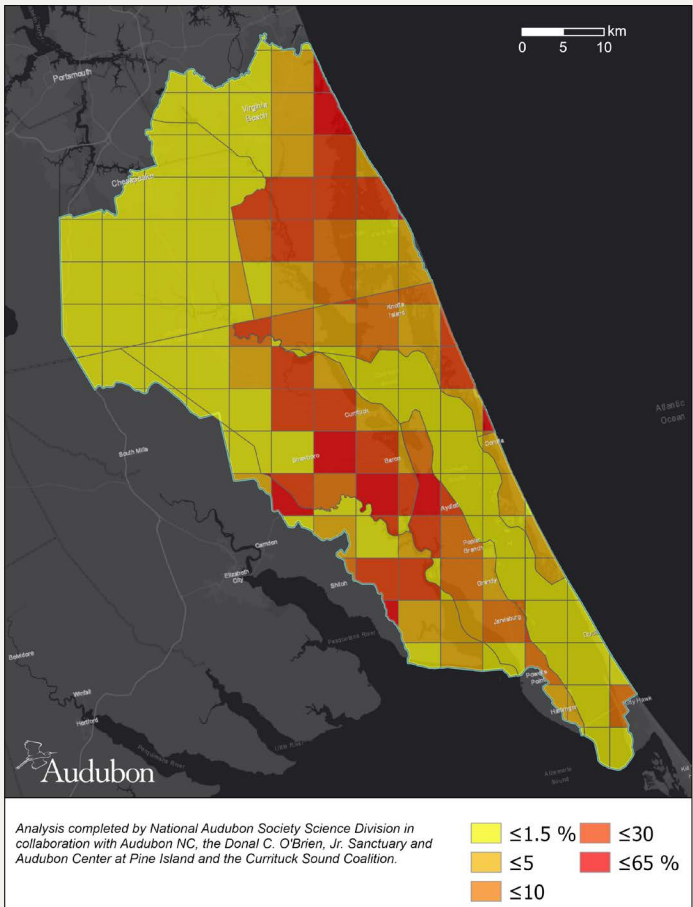 km
0 5 10
Portsmouth
Virginia
Beach
Chesapeake
Knotts
Island
Atlantic
Ocean
Currituck
Corolla
South Mills
Shawboro
Barco
Aydlett
Camden
Poplar
Branch
Elizabeth
City
Shiloh
Grandy
Jarvisburg
Pasquotank River
Duck
Belvidere
Powells
Point
Winfall
Harbinger
Kitty Hawk
Hertford
Perquimans River
Little River
Albemarle
Sound
Audubon
Analysis completed by National Audubon Society Science Division in
collaboration with Audubon NC, the Donal C. O'Brien, Jr. Sanctuary and
Audubon Center at Pine Island and the Currituck Sound Coalition.
≤1.5 %
≤5
≤10
≤30
≤65 %